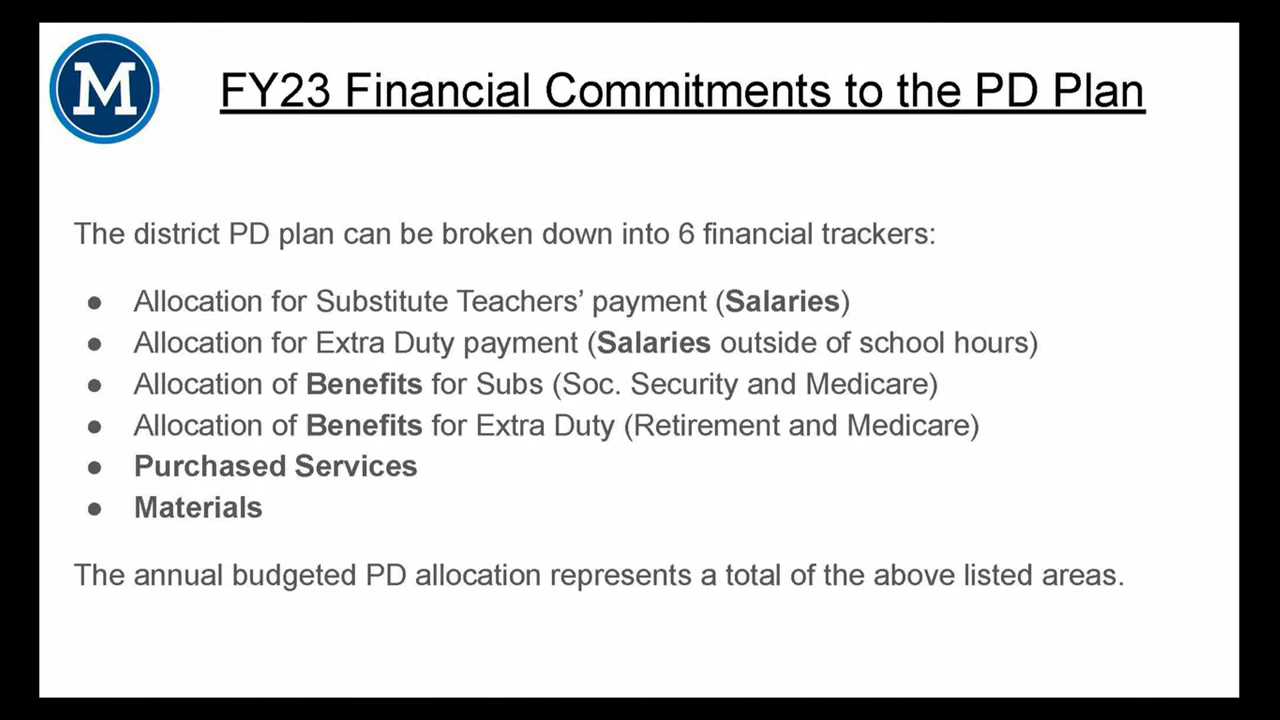 M
FY23 Financial Commitments to the PD Plan
The district PD plan can be broken down into 6 financial trackers:
● Allocation for Substitute Teachers’ payment (Salaries)
● Allocation for Extra Duty payment (Salaries outside of school hours)
● Allocation of Benefits for Subs (Soc. Security and Medicare)
● Allocation of Benefits for Extra Duty (Retirement and Medicare)
● Purchased Services
● Materials
The annual budgeted PD allocation represents a total of the above listed areas.